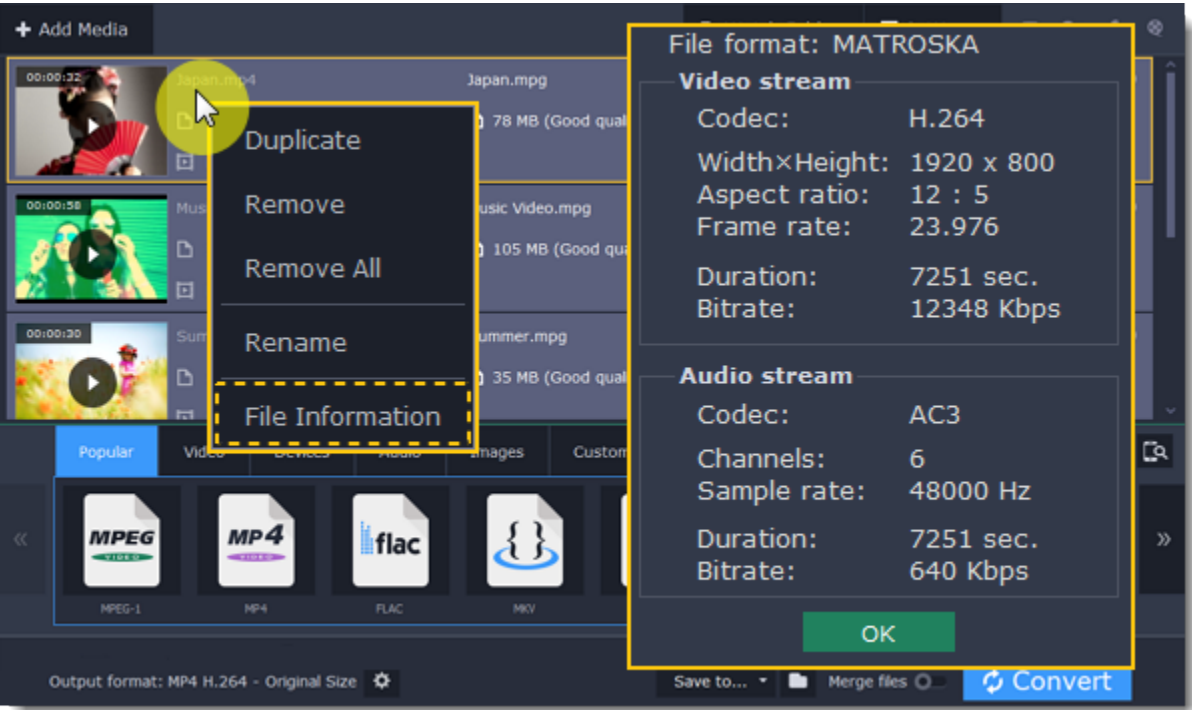 + Add Media
00:00:32
Japan.mp4
Japan.mpg
78 MB (Good qual
00:00:58
Mus
usic Video.mpg
105 MB (Good qua
00:00:30
Sum
ummer.mpg
35 MB (Good qual
Duplicate
Remove
Remove All
Rename
File Information
File format: MATROSKA
Video stream
Codec: H.264
Width×Height: 1920 x 800
Aspect ratio: 12 : 5
Frame rate: 23.976
Duration: 7251 sec.
Bitrate: 12348 Kbps
Audio stream
Codec: AC3
Channels: 6
Sample rate: 48000 Hz
Duration: 7251 sec.
Bitrate: 640 Kbps
OK
Popular Video Devices Audio Images Custom
« »
MPEG VIDEO
MP4 VIDEO
flac
{ }
MPEG-1 MP4 FLAC MKV
Output format: MP4 H.264 - Original Size
Save to... Merge files Convert